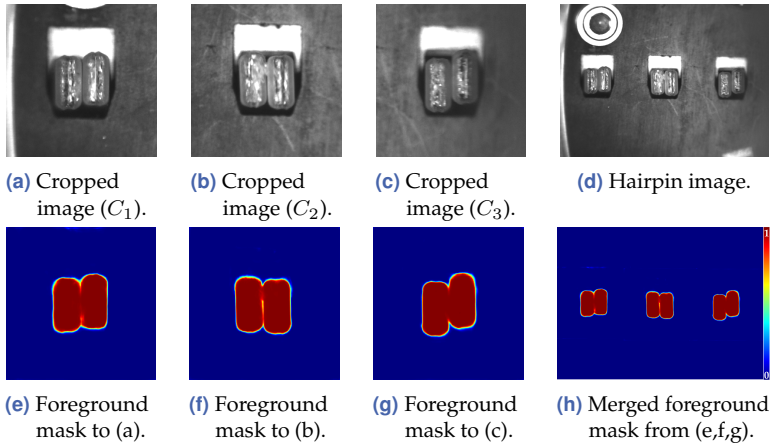 (a) Cropped
image (C₁).
(b) Cropped
image (C₂).
(c) Cropped
image (C₃).
(d) Hairpin image.
1
0
(e) Foreground
mask to (a).
(f) Foreground
mask to (b).
(g) Foreground
mask to (c).
(h) Merged foreground
mask from (e,f,g).